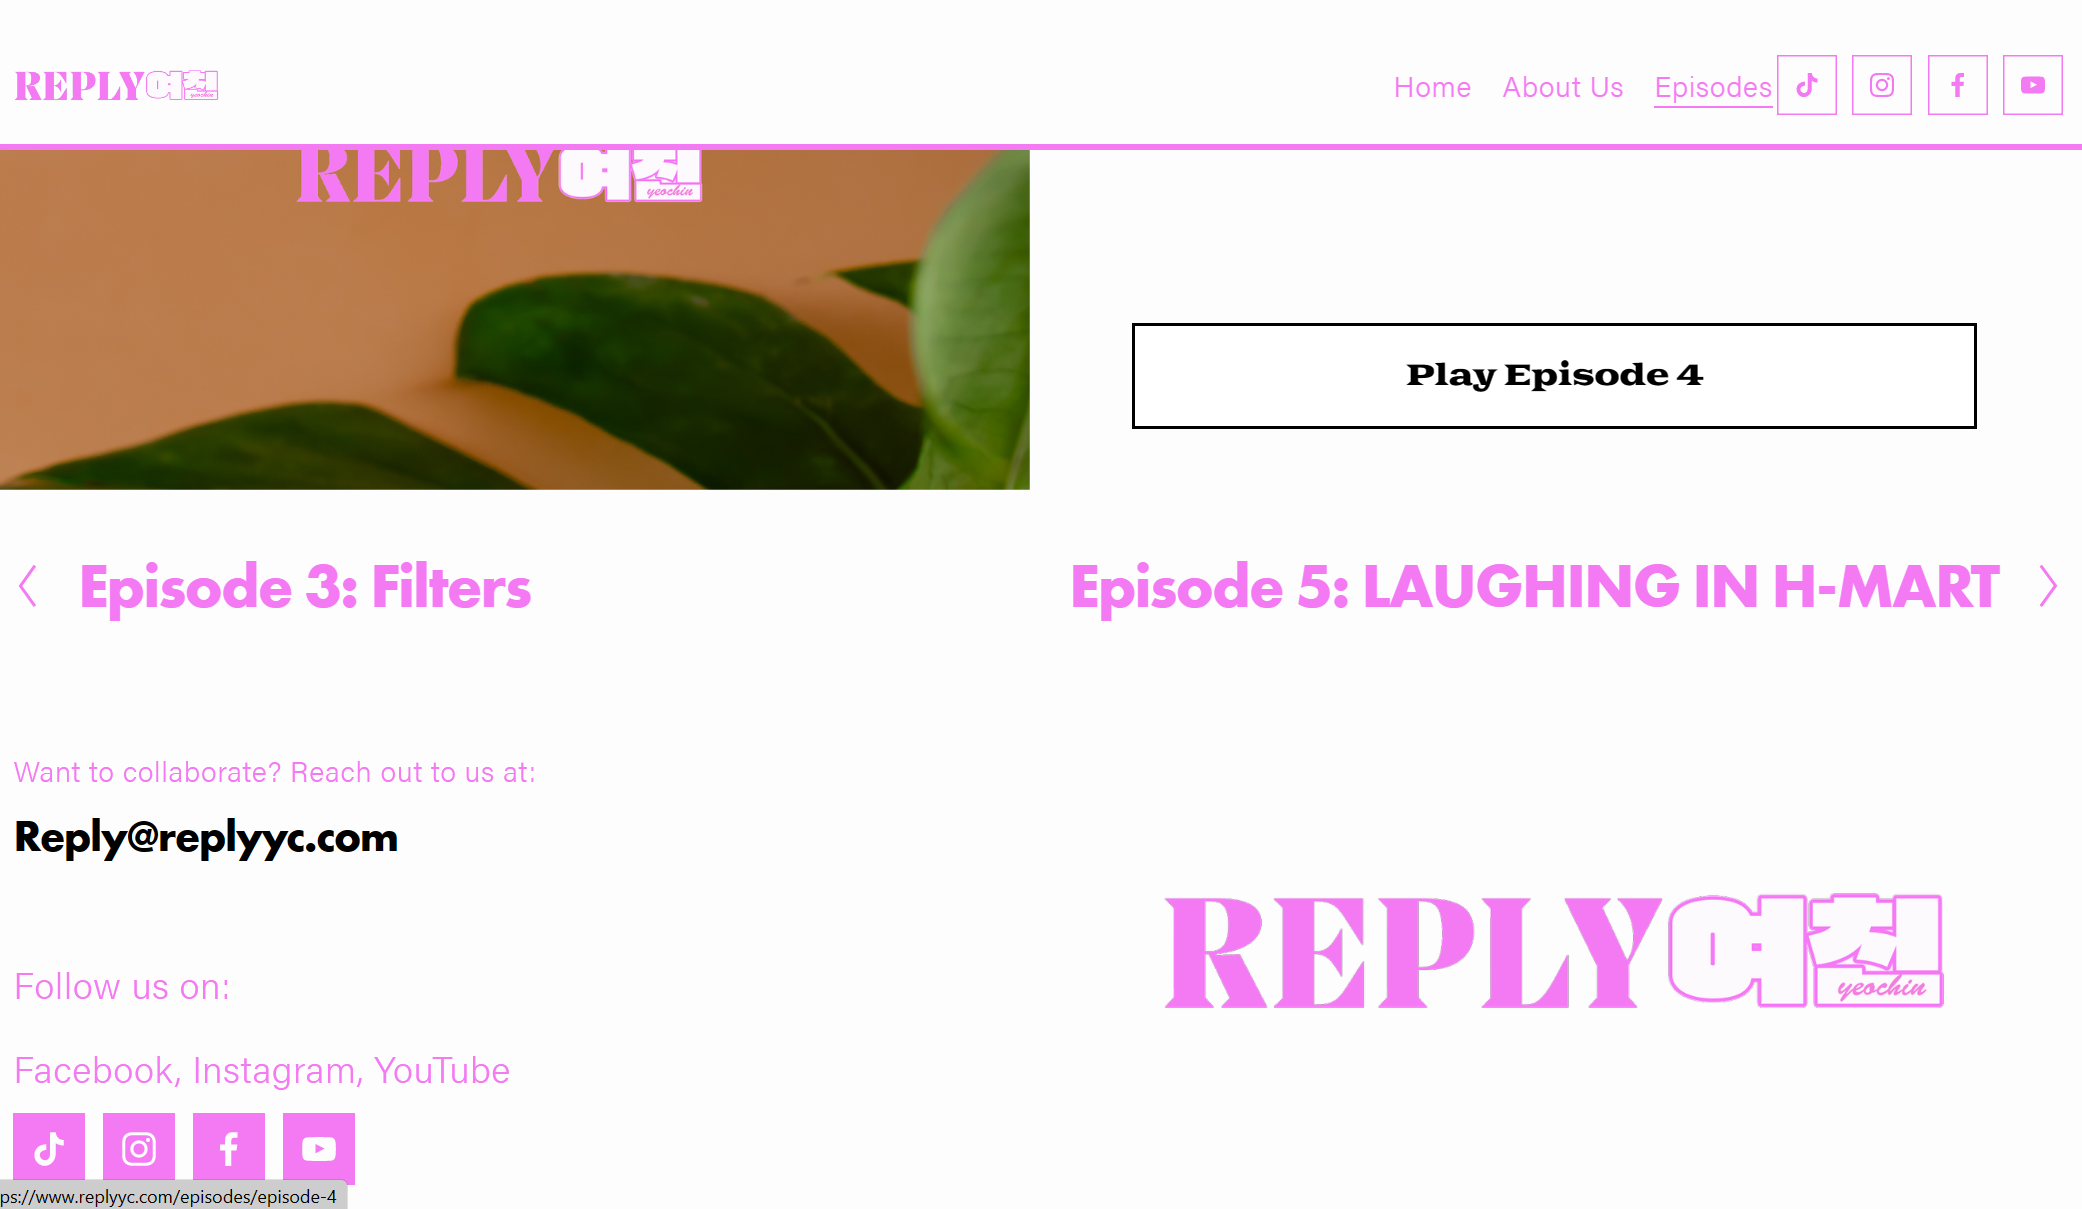 REPLY여친
yeochin
Home About Us Episodes
REPLY여친
yeochin
Play Episode 4
Episode 3: Filters
Episode 5: LAUGHING IN H-MART
Want to collaborate? Reach out to us at:
Reply@replyyc.com
Follow us on:
Facebook, Instagram, YouTube
REPLY여친
yeochin
ps://www.replyyc.com/episodes/episode-4